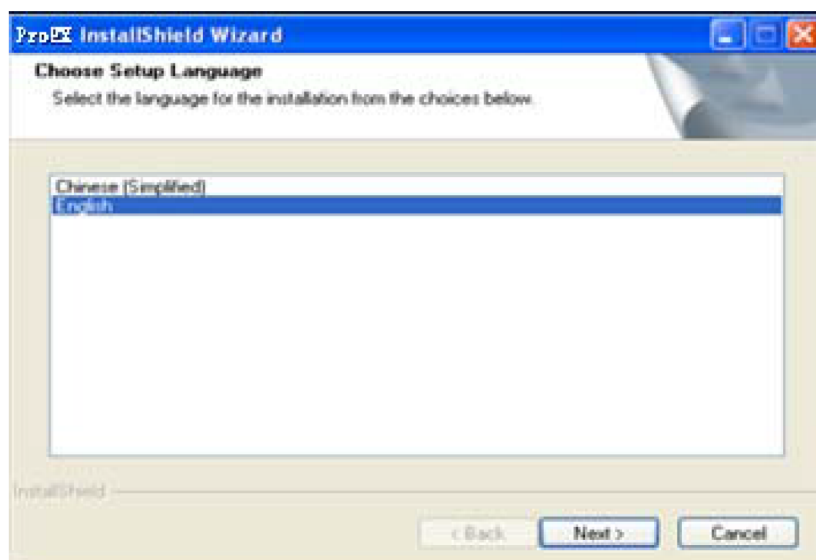 ProPX InstallShield Wizard
Choose Setup Language
Select the language for the installation from the choices below.
Chinese (Simplified)
English
InstallShield
< Back
Next >
Cancel